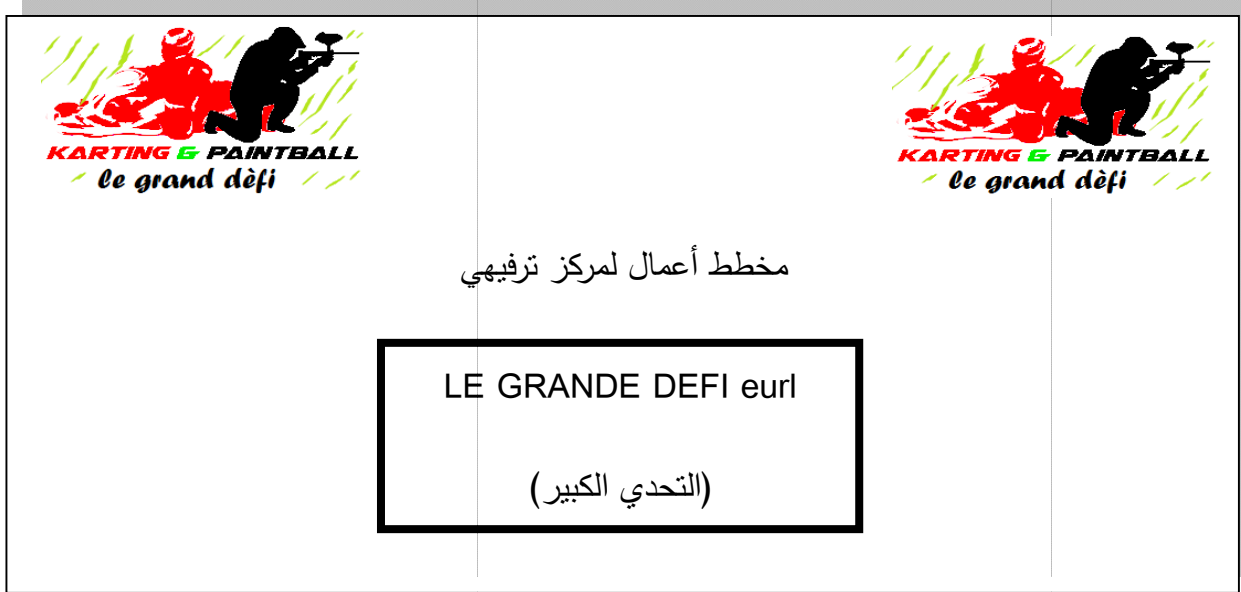 KARTING & PAINTBALL
le grand dèfi
KARTING & PAINTBALL
le grand dèfi
مخطط أعمال لمركز ترفيهي
LE GRANDE DEFI eurl
(التحدي الكبير)